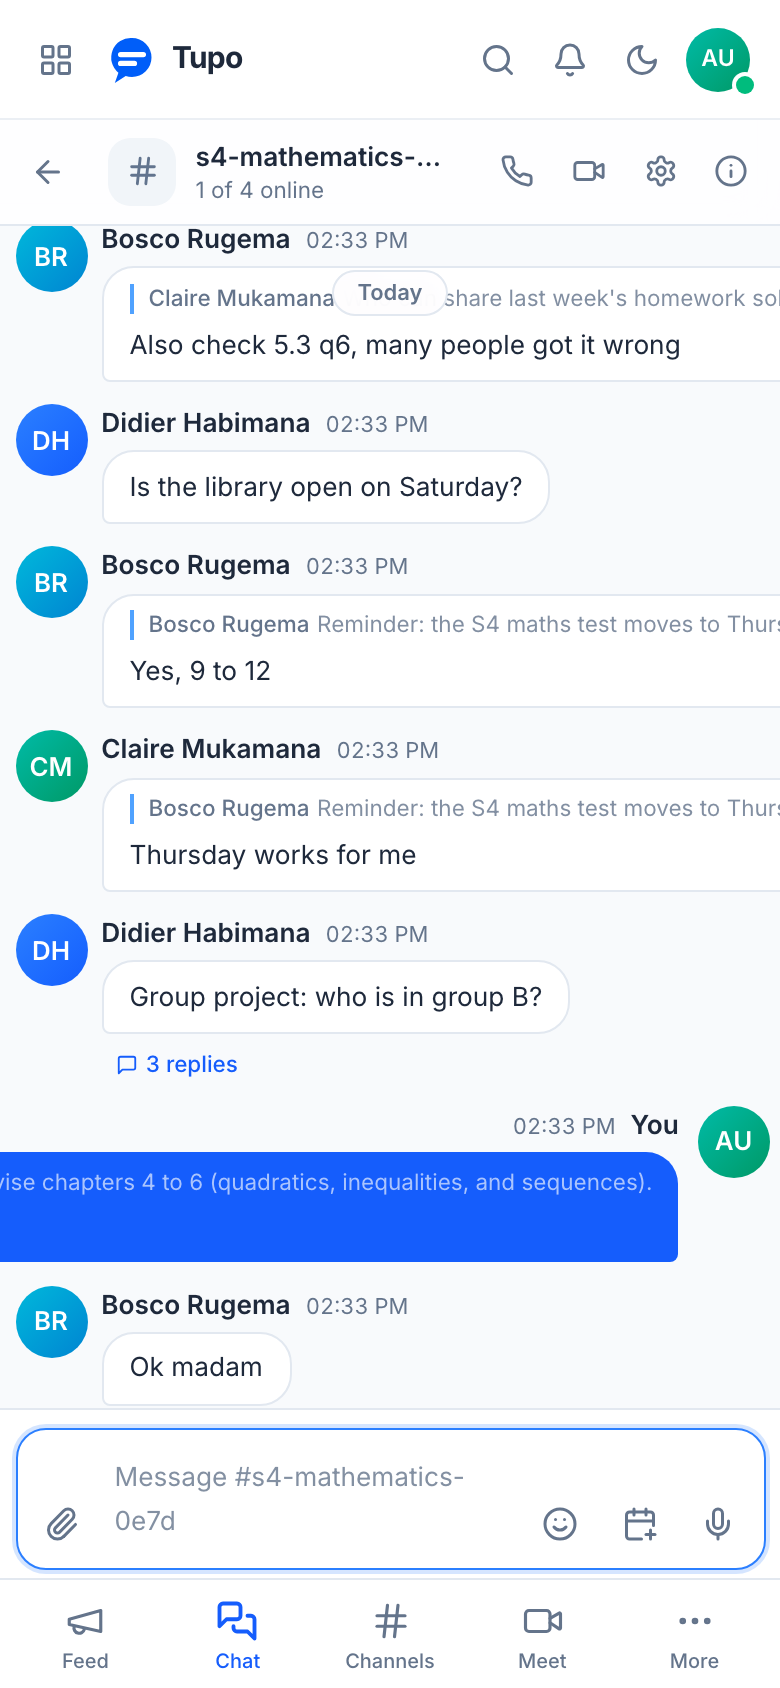 Tupo
AU
s4-mathematics-...
1 of 4 online
BR
Bosco Rugema 02:33 PM
Claire Mukamana share last week's homework
Today
Also check 5.3 q6, many people got it wrong
DH
Didier Habimana 02:33 PM
Is the library open on Saturday?
BR
Bosco Rugema 02:33 PM
Bosco Rugema Reminder: the S4 maths test moves to
Yes, 9 to 12
CM
Claire Mukamana 02:33 PM
Bosco Rugema Reminder: the S4 maths test moves to
Thursday works for me
DH
Didier Habimana 02:33 PM
Group project: who is in group B?
3 replies
02:33 PM You
AU
chapters 4 to 6 (quadratics, inequalities, and sequences).
BR
Bosco Rugema 02:33 PM
Ok madam
Message #s4-mathematics-
0e7d
Feed
Chat
Channels
Meet
More